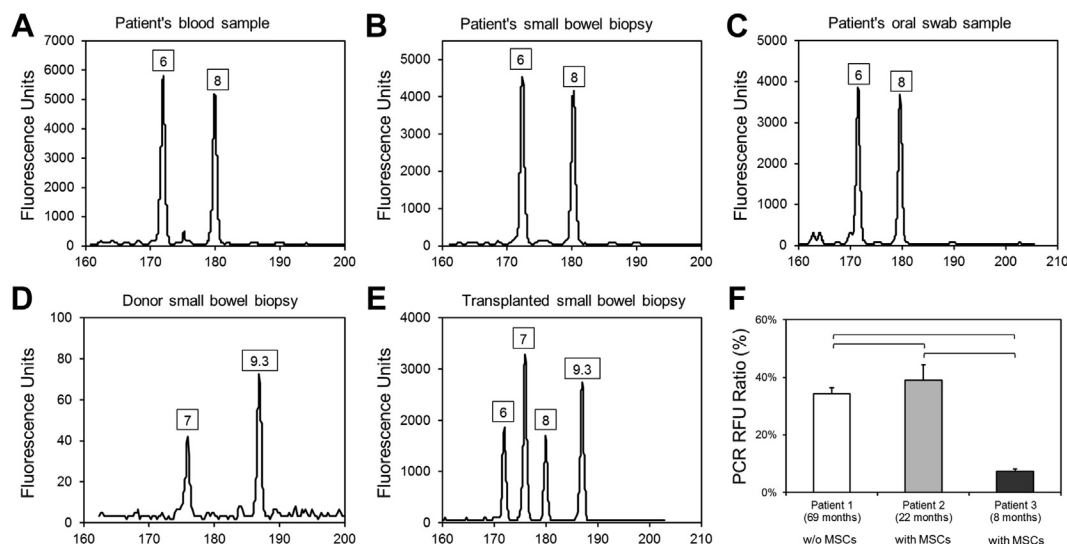 A
Patient's blood sample
Fluorescence Units
7000
6000
5000
4000
3000
2000
1000
0
6
8
160 170 180 190 200
B
Patient's small bowel biopsy
Fluorescence Units
5000
4000
3000
2000
1000
0
6
8
160 170 180 190 200
C
Patient's oral swab sample
Fluorescence Units
5000
4000
3000
2000
1000
0
6
8
160 170 180 190 200 210
D
Donor small bowel biopsy
Fluorescence Units
100
80
60
40
20
0
7
9.3
160 170 180 190 200
E
Transplanted small bowel biopsy
Fluorescence Units
4000
3000
2000
1000
0
6
7
8
9.3
160 170 180 190 200 210
F
PCR RFU Ratio (%)
60%
40%
20%
0%
Patient 1 Patient 2 Patient 3
(69 months) (22 months) (8 months)
w/o MSCs with MSCs with MSCs